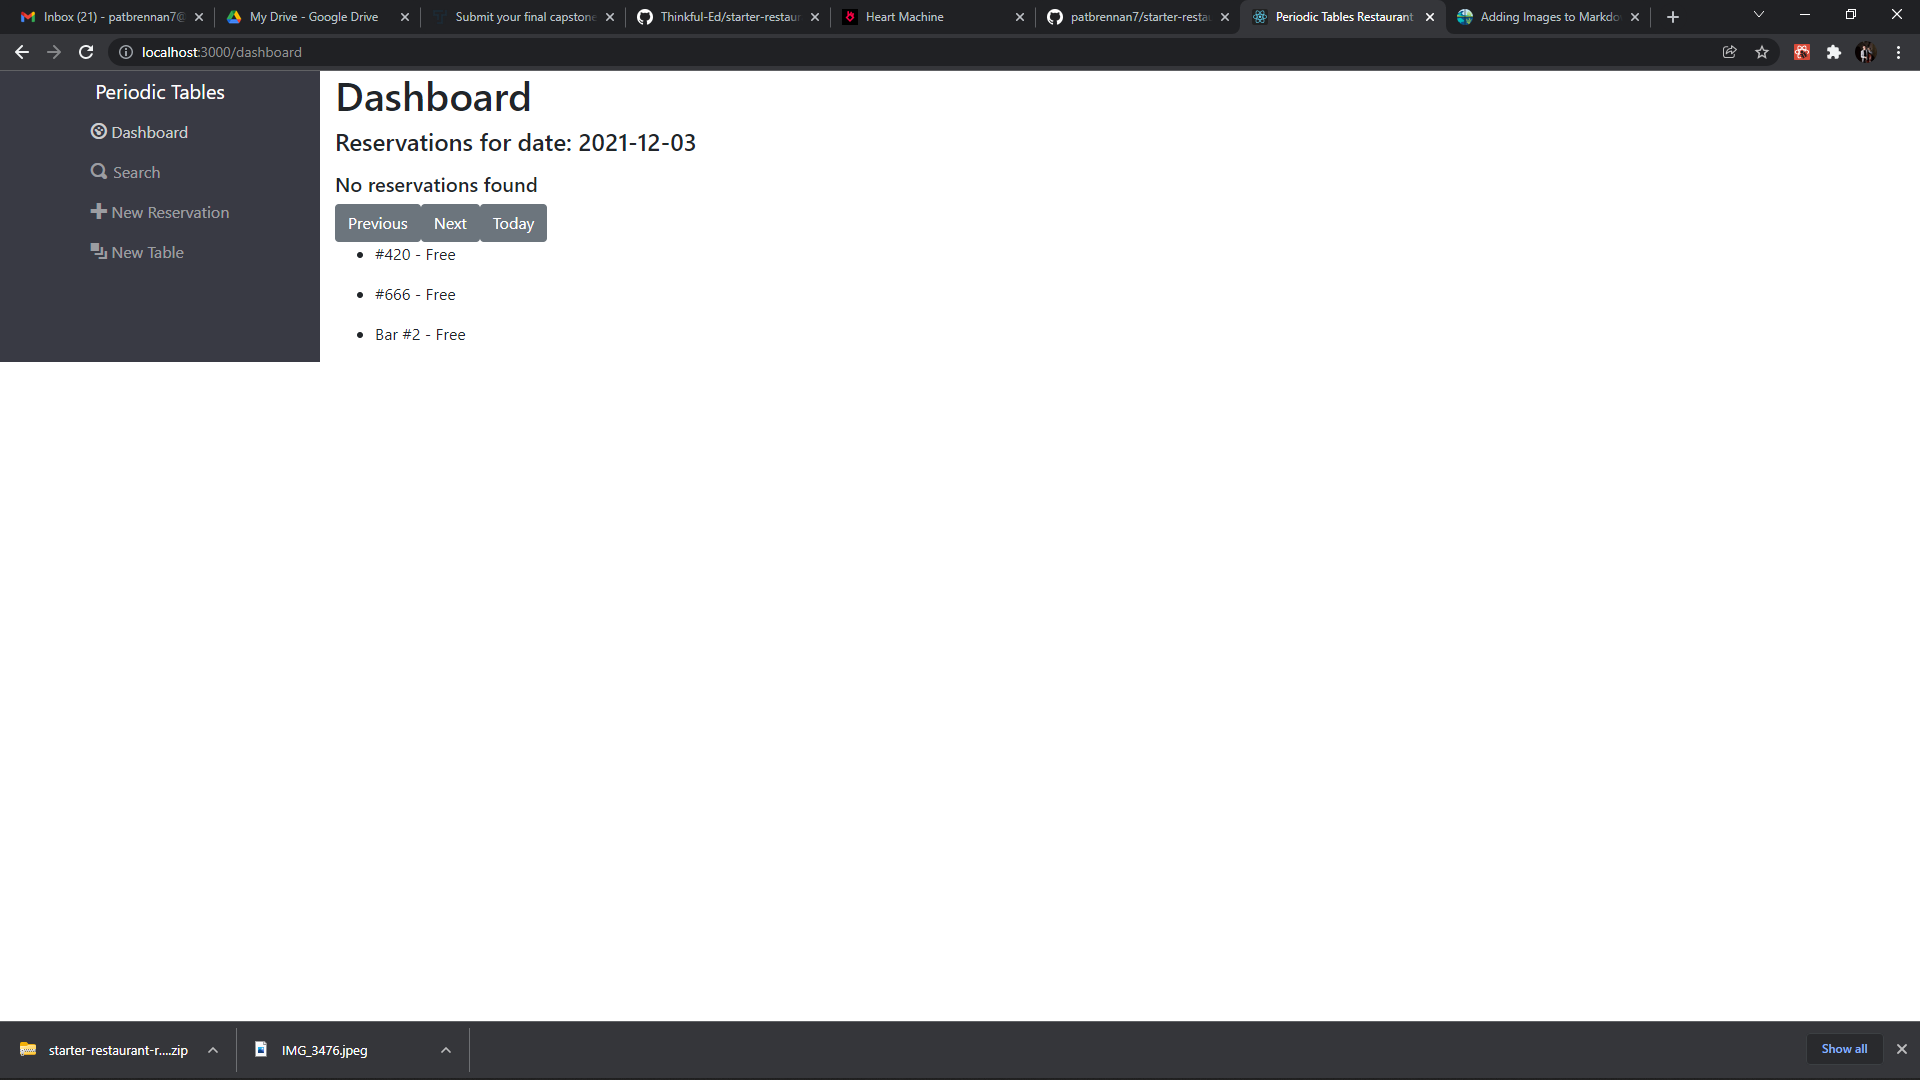 Inbox (21) - patbrennan7@
My Drive - Google Drive
Submit your final capstone
Thinkful-Ed/starter-restaur
Heart Machine
patbrennan7/starter-resta
Periodic Tables Restaurant
Adding Images to Markdo
localhost:3000/dashboard
Periodic Tables
Dashboard
Search
New Reservation
New Table
Dashboard
Reservations for date: 2021-12-03
No reservations found
Previous
Next
Today
#420 - Free
#666 - Free
Bar #2 - Free
starter-restaurant-r....zip
IMG_3476.jpeg
Show all